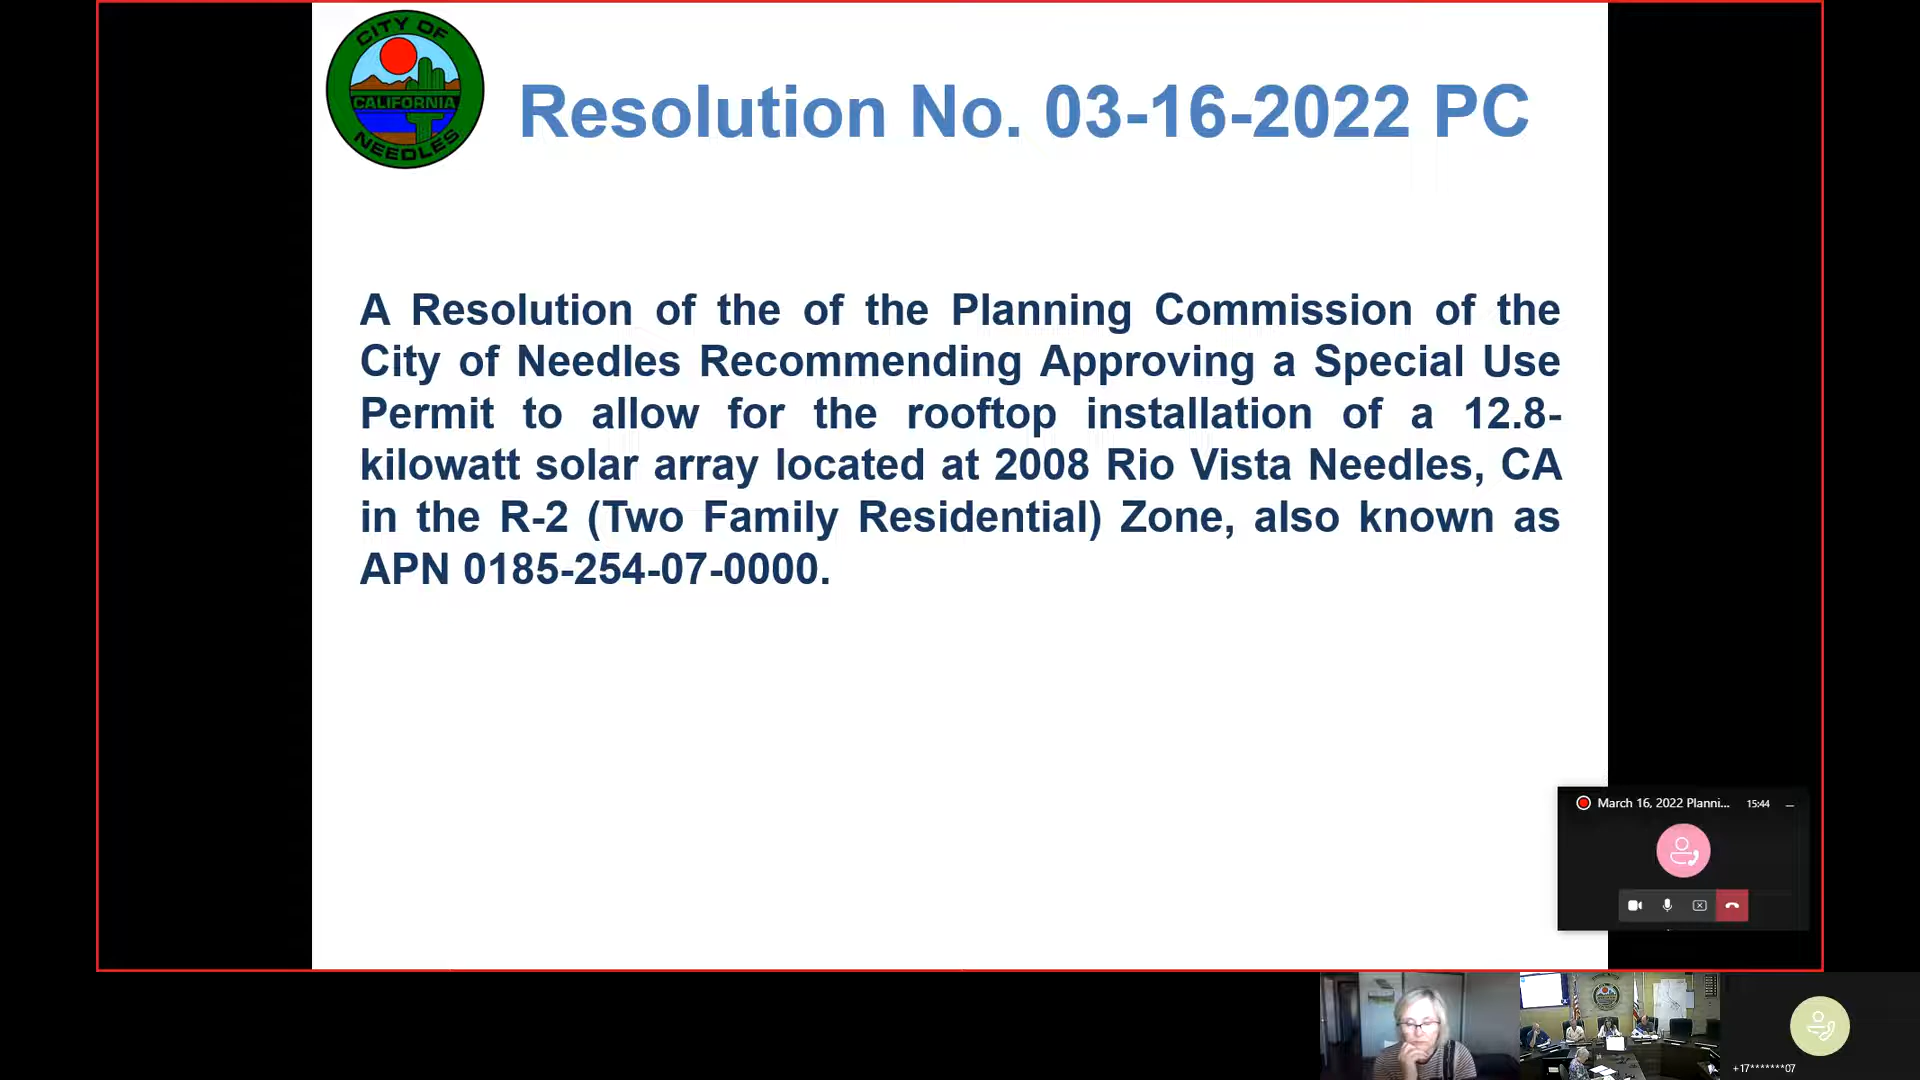 CITY OF
CALIFORNIA
NEEDLES
Resolution No. 03-16-2022 PC
A Resolution of the of the Planning Commission of the
City of Needles Recommending Approving a Special Use
Permit to allow for the rooftop installation of a 12.8-
kilowatt solar array located at 2008 Rio Vista Needles, CA
in the R-2 (Two Family Residential) Zone, also known as
APN 0185-254-07-0000.
March 16, 2022 Planni... 15:44
+17*******07